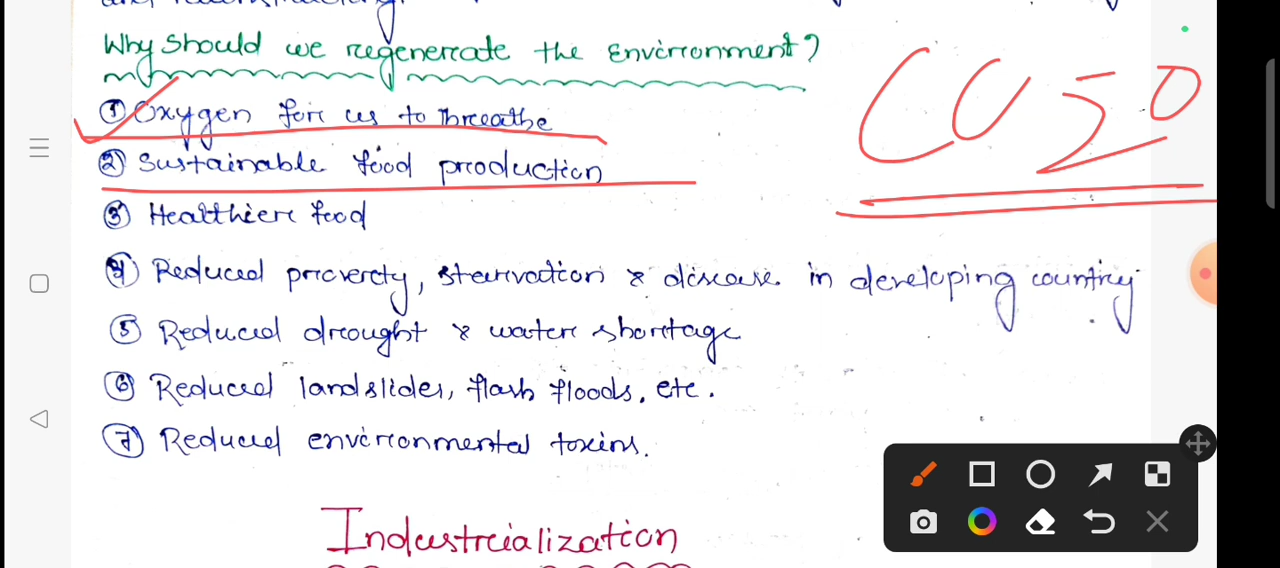 Why should we regenerate the Environment?
① Oxygen for us to breathe
② Sustainable food production
③ Healthier food
④ Reduced poverty, starvation & disease in developing country.
⑤ Reduced drought & water shortage
⑥ Reduced landslides, flash floods, etc.
⑦ Reduced environmental toxins.
Industrialization